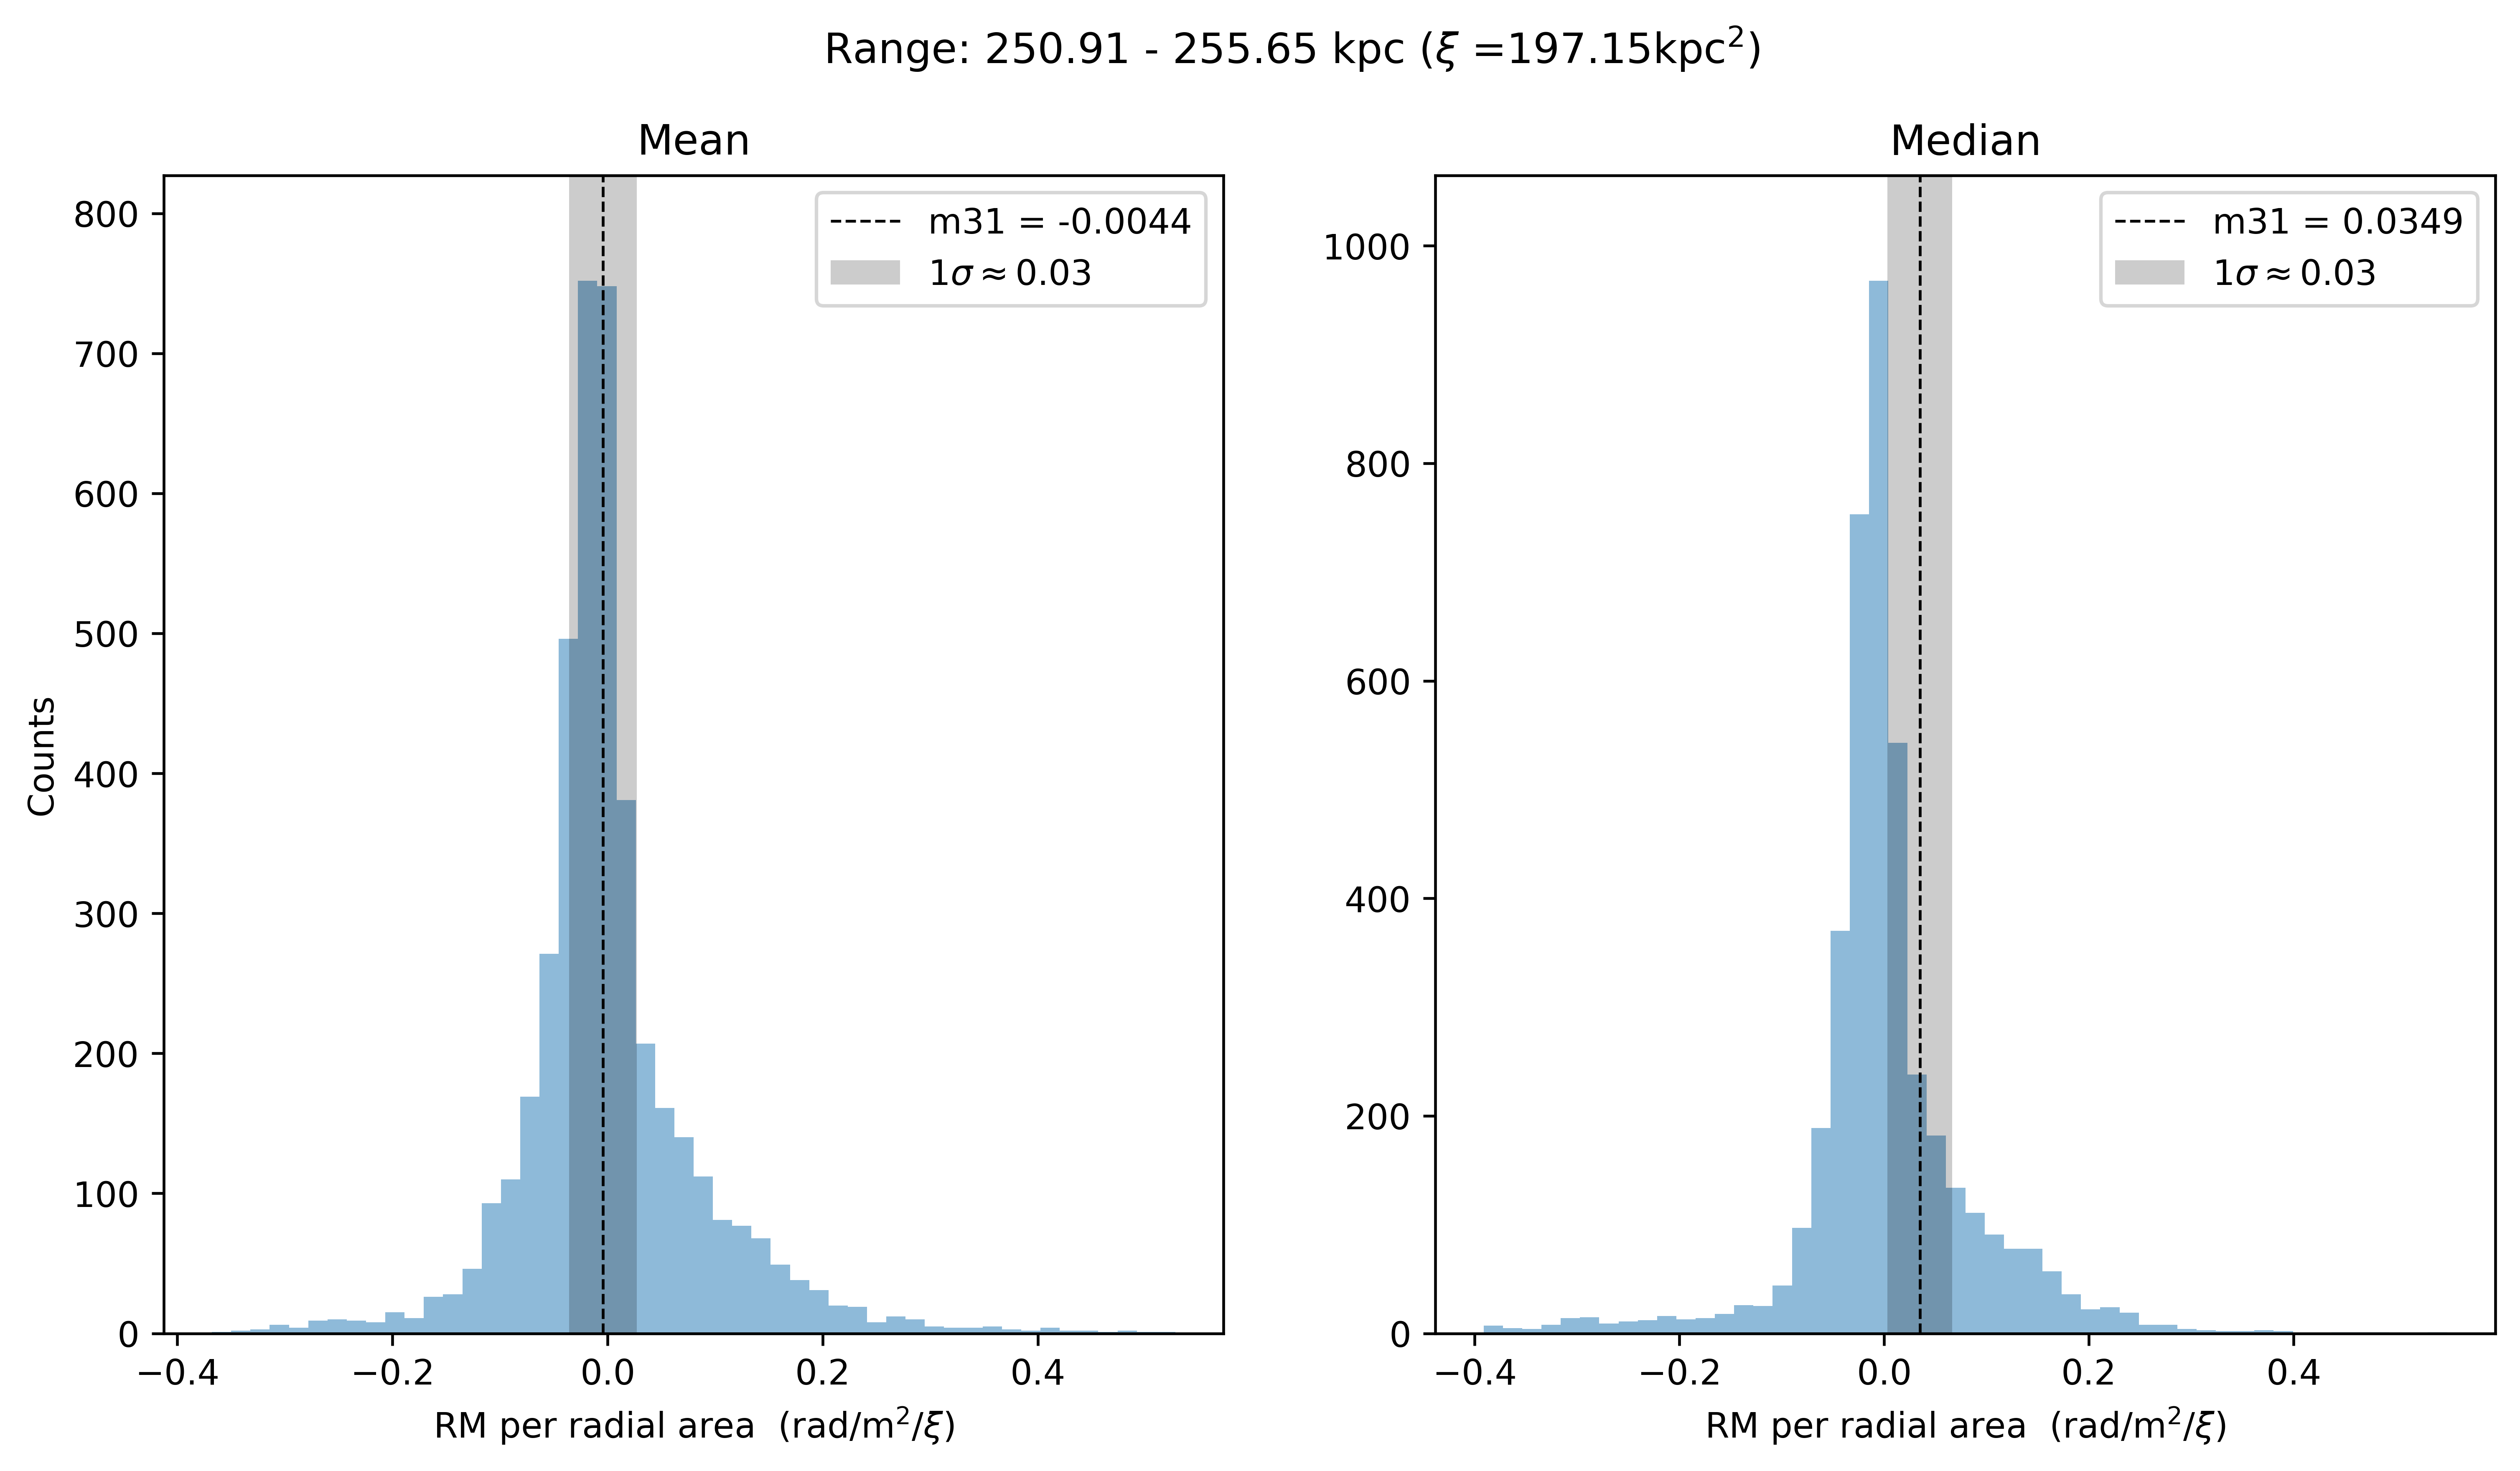 Range: 250.91 - 255.65 kpc (ξ =197.15kpc²)
Mean
m31 = -0.0044
1σ ≈ 0.03
800
700
600
500
400
300
200
100
0
Counts
−0.4 −0.2 0.0 0.2 0.4
RM per radial area (rad/m²/ξ)
Median
m31 = 0.0349
1σ ≈ 0.03
1000
800
600
400
200
0
−0.4 −0.2 0.0 0.2 0.4
RM per radial area (rad/m²/ξ)